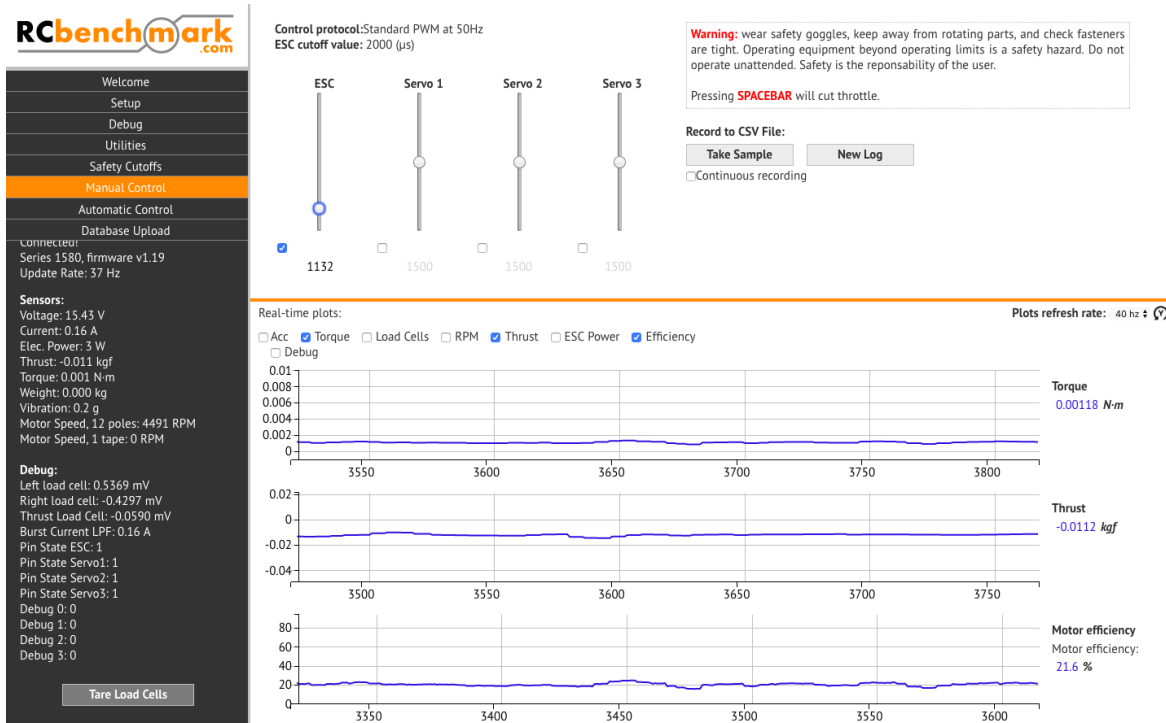 RCbenchmark
.com
Welcome
Setup
Debug
Utilities
Safety Cutoffs
Manual Control
Automatic Control
Database Upload
Connected!
Series 1580, firmware v1.19
Update Rate: 37 Hz
Sensors:
Voltage: 15.43 V
Current: 0.16 A
Elec. Power: 3 W
Thrust: -0.011 kgf
Torque: 0.001 N·m
Weight: 0.000 kg
Vibration: 0.2 g
Motor Speed, 12 poles: 4491 RPM
Motor Speed, 1 tape: 0 RPM
Debug:
Left load cell: 0.5369 mV
Right load cell: -0.4297 mV
Thrust Load Cell: -0.0590 mV
Burst Current LPF: 0.16 A
Pin State ESC: 1
Pin State Servo1: 1
Pin State Servo2: 1
Pin State Servo3: 1
Debug 0: 0
Debug 1: 0
Debug 2: 0
Debug 3: 0
Tare Load Cells
Control protocol:Standard PWM at 50Hz
ESC cutoff value: 2000 (µs)
ESC Servo 1 Servo 2 Servo 3
1132 1500 1500 1500
Warning: wear safety goggles, keep away from rotating parts, and check fasteners
are tight. Operating equipment beyond operating limits is a safety hazard. Do not
operate unattended. Safety is the reponsability of the user.
Pressing SPACEBAR will cut throttle.
Record to CSV File:
Take Sample New Log
Continuous recording
Real-time plots:
Plots refresh rate: 40 hz
Acc Torque Load Cells RPM Thrust ESC Power Efficiency
Debug
0.01
0.008
0.006
0.004
0.002
0
3550 3600 3650 3700 3750 3800
Torque
0.00118 N·m
0.02
0
-0.02
-0.04
3500 3550 3600 3650 3700 3750
Thrust
-0.0112 kgf
80
60
40
20
0
3350 3400 3450 3500 3550 3600
Motor efficiency
Motor efficiency:
21.6 %